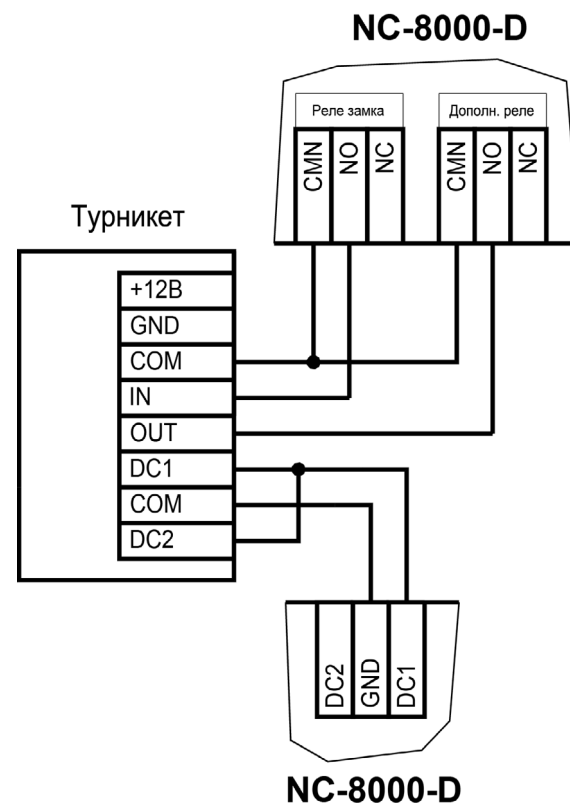 NC-8000-D
Реле замка
Дополн. реле
CMN
NO
NC
CMN
NO
NC
Турникет
+12В
GND
COM
IN
OUT
DC1
COM
DC2
DC2
GND
DC1
NC-8000-D